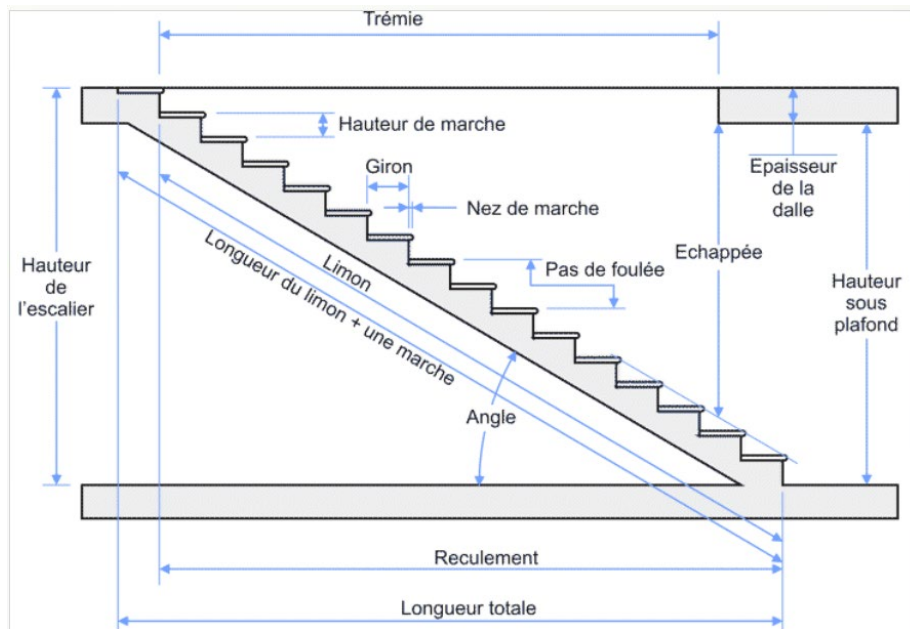 Trémie
Hauteur de marche
Giron
Nez de marche
Epaisseur
de la
dalle
Echappée
Pas de foulée
Hauteur
de
l'escalier
Hauteur
sous
plafond
Limon
Longueur du limon + une marche
Angle
Reculement
Longueur totale